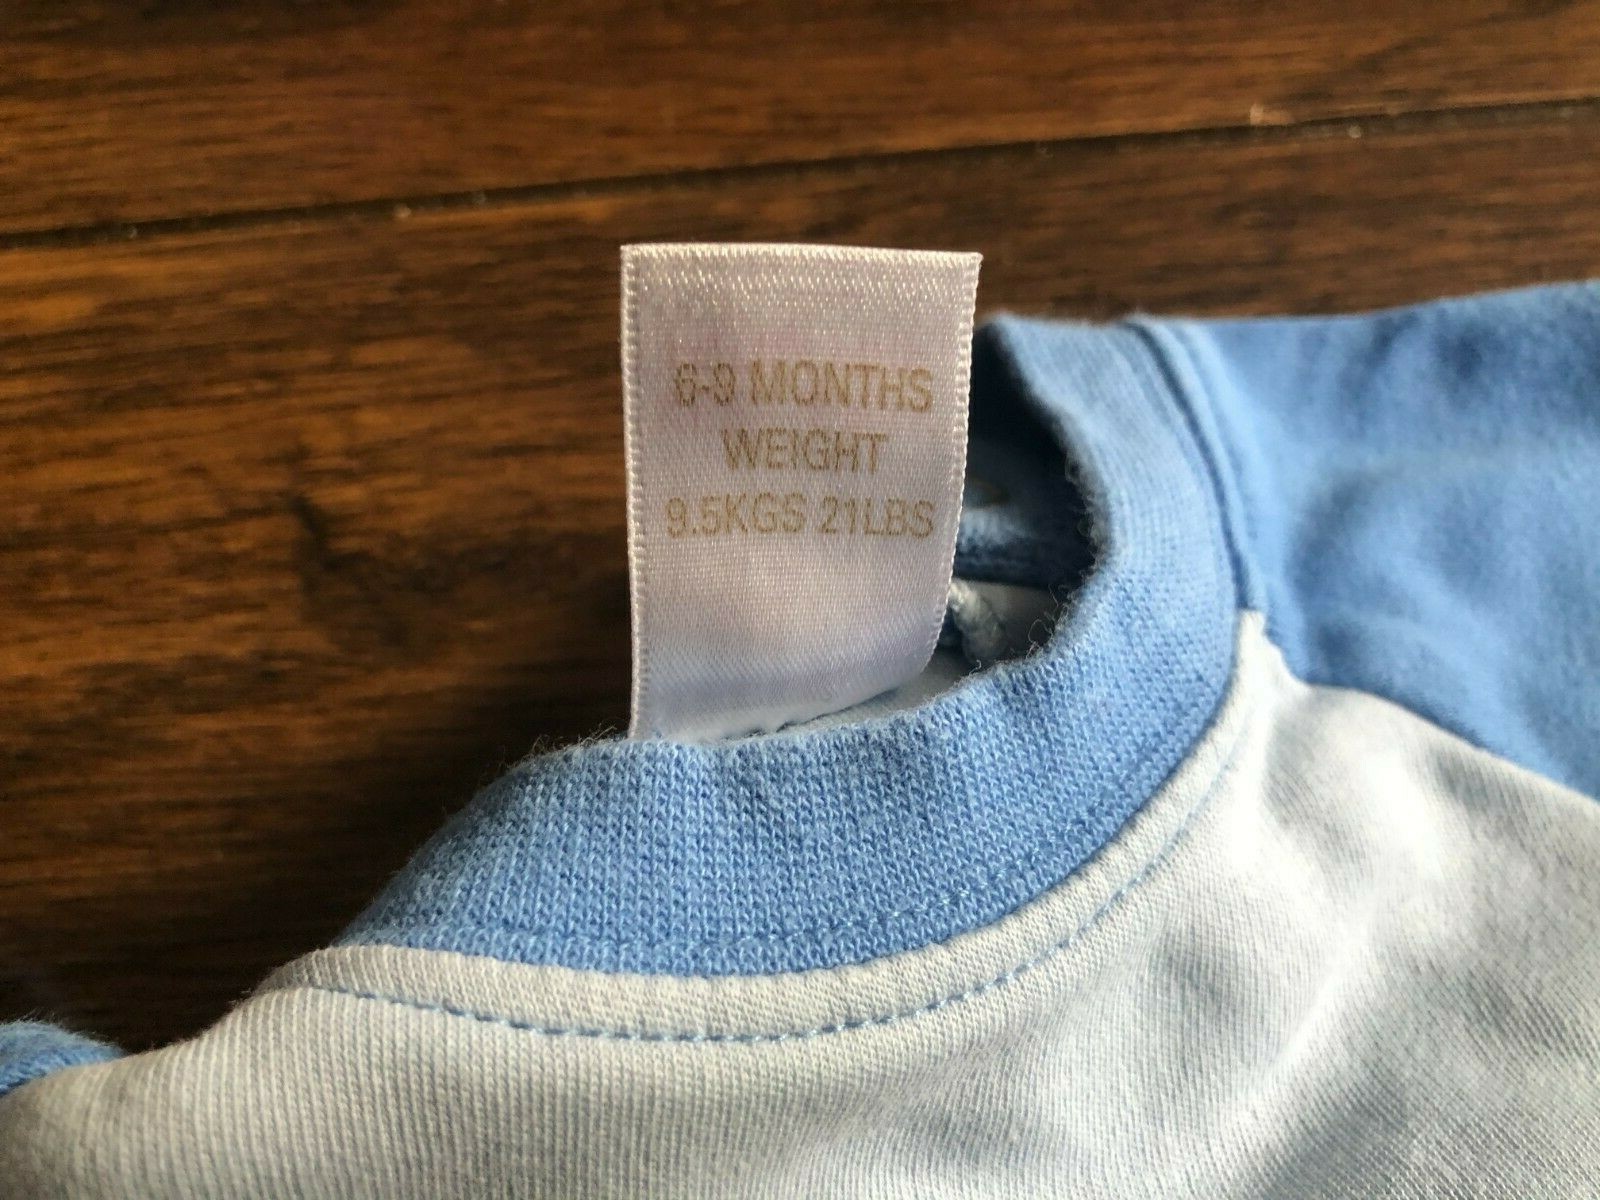 6-9 MONTHS
WEIGHT
9.5KGS 21LBS